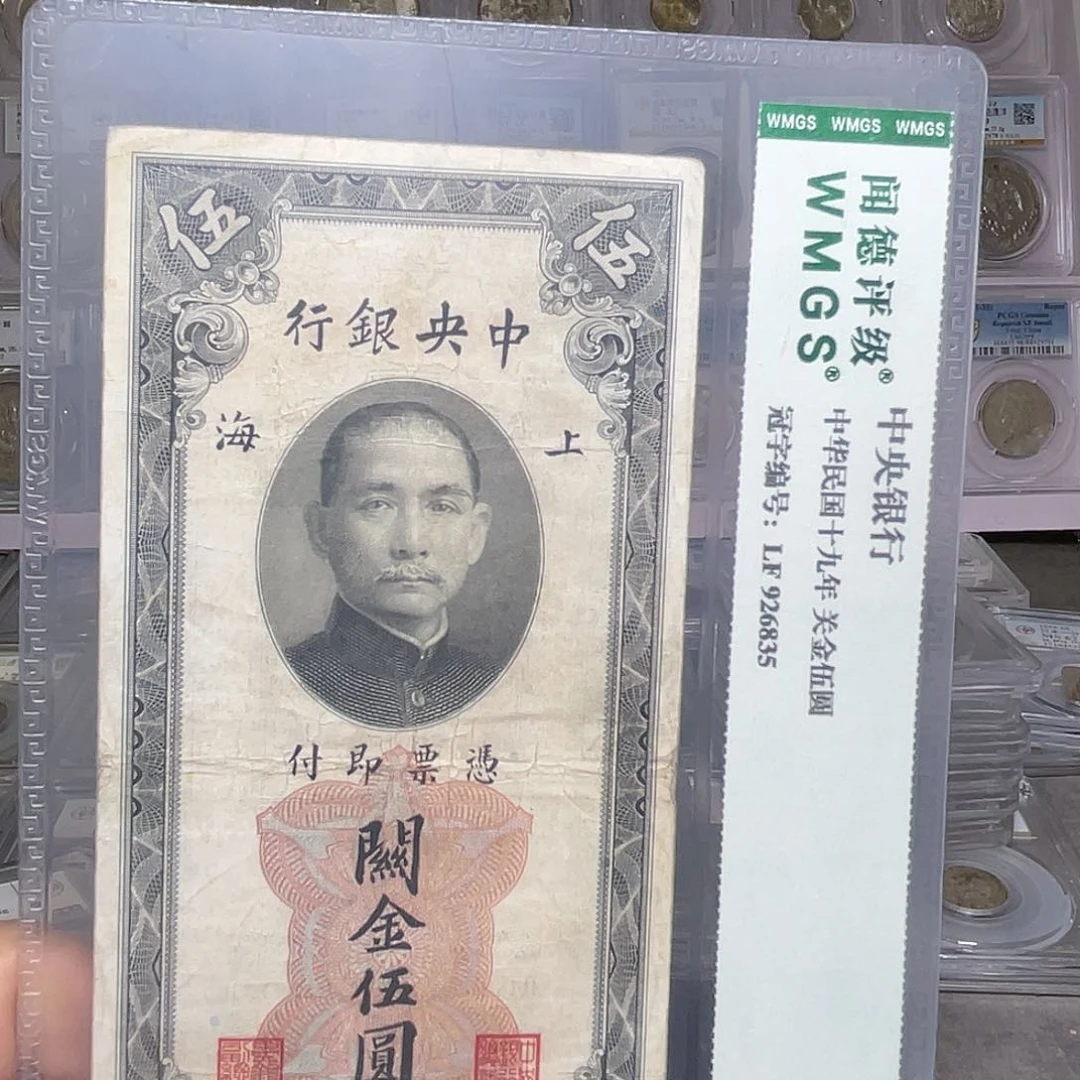 WMGS WMGS WMGS
闻德评级®
WMGS®
中央银行
中华民国十九年 关金伍圆
冠字编号：LF 926835
伍
伍
行銀央中
海 上
付即票憑
關金伍圓